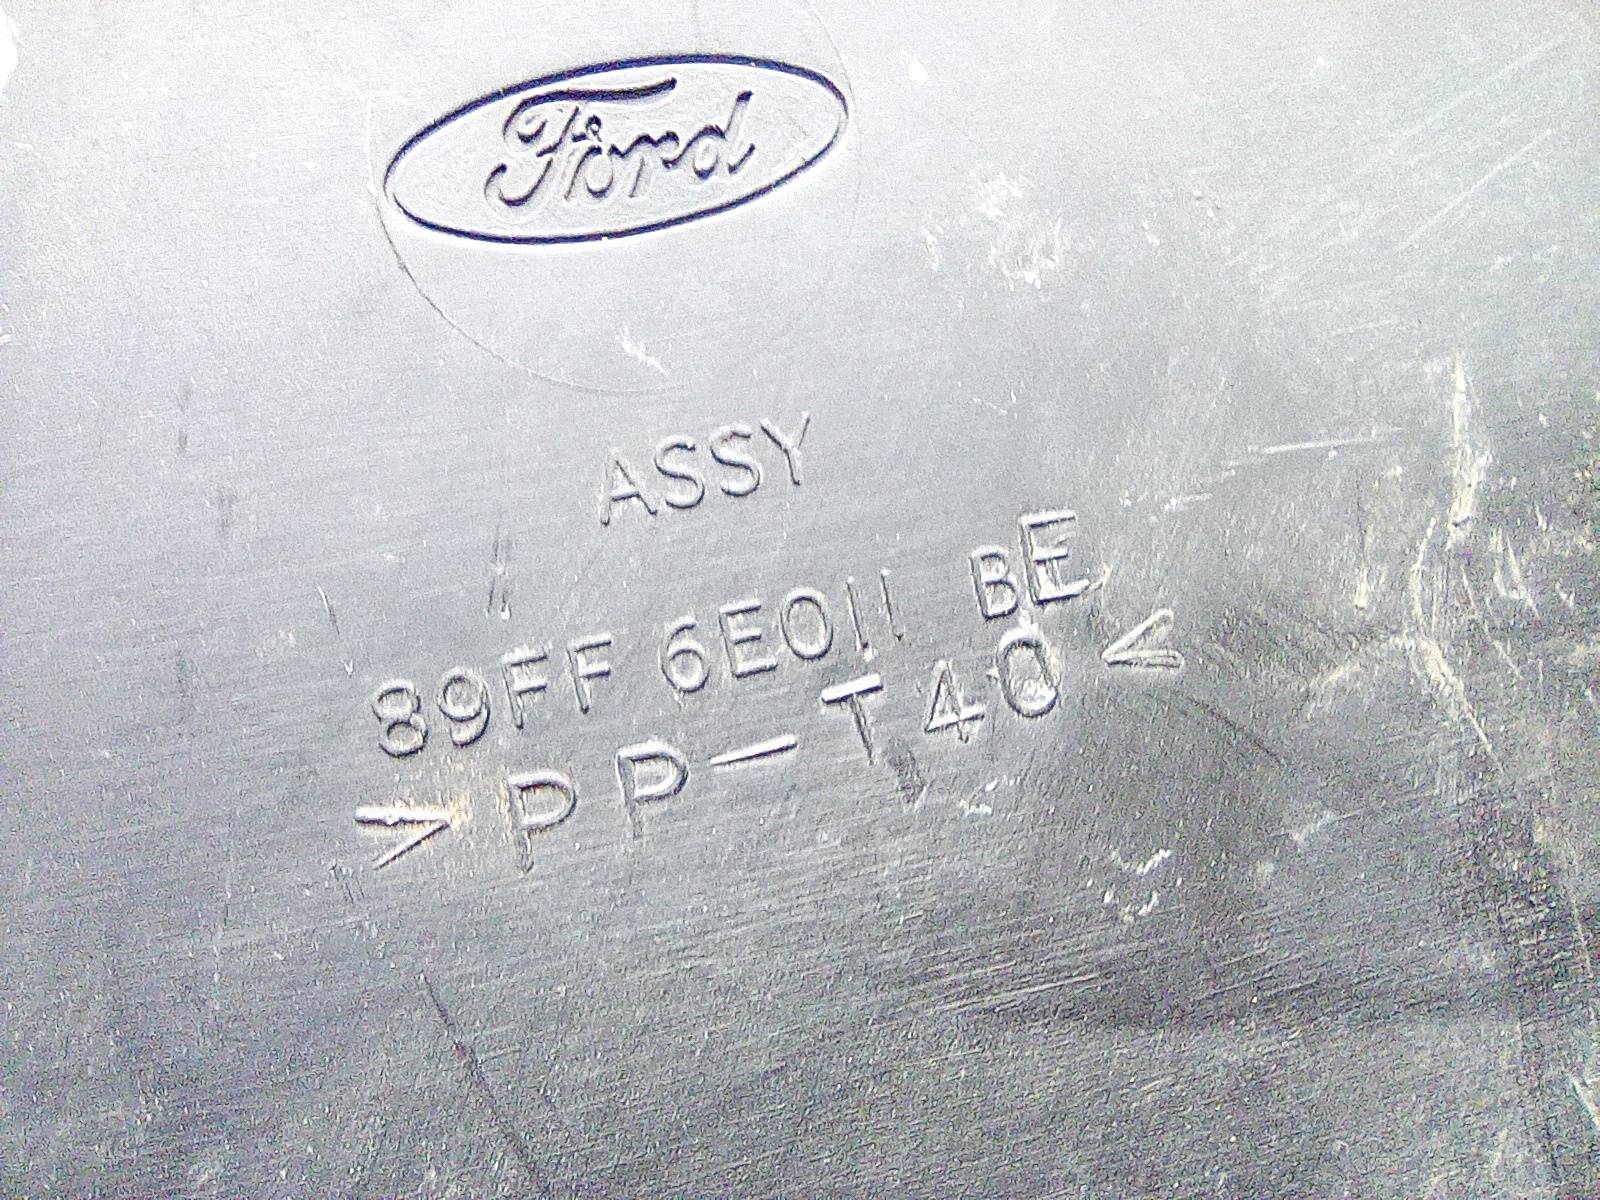 Ford
ASSY
89FF 6E011 BE
>PP-T40<